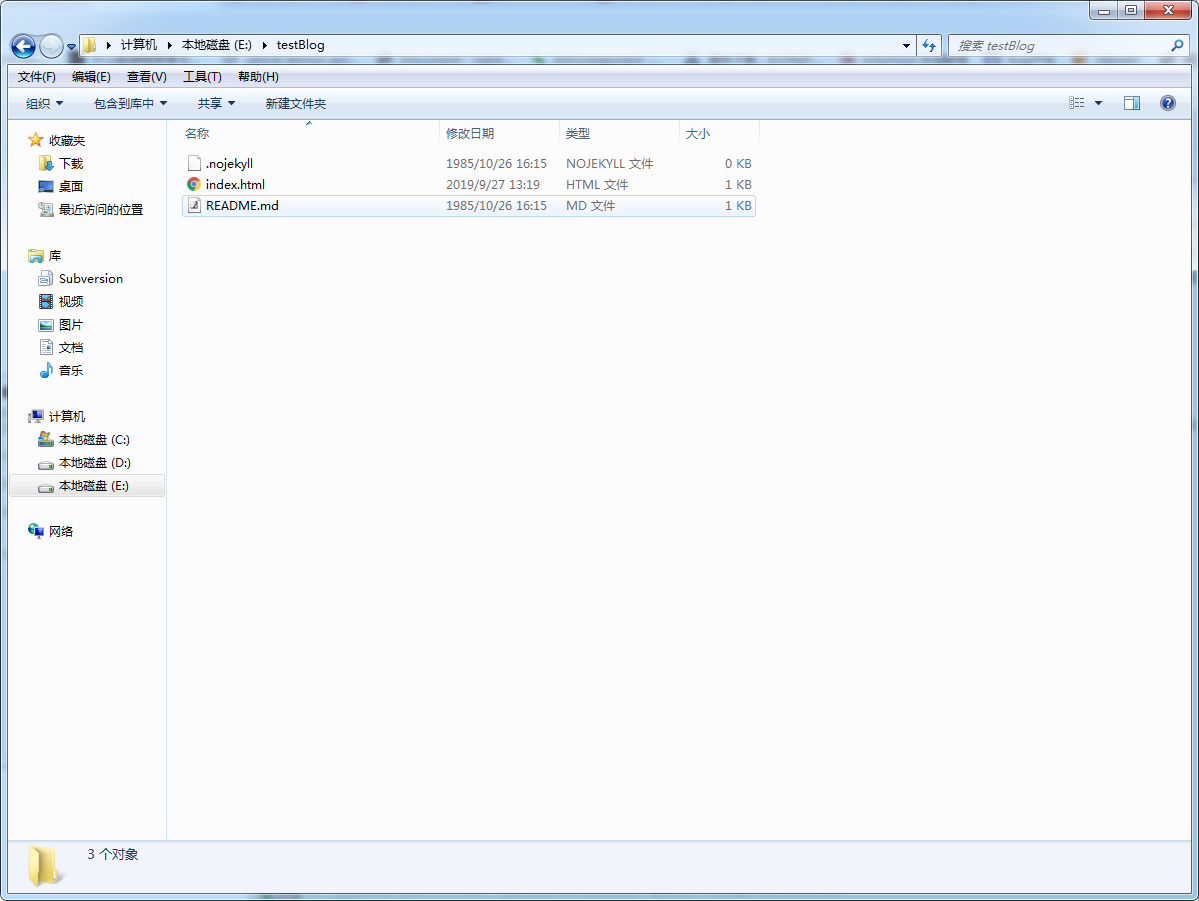 计算机 本地磁盘 (E:) testBlog 搜索 testBlog
文件(F) 编辑(E) 查看(V) 工具(T) 帮助(H)
组织 包含到库中 共享 新建文件夹
收藏夹
下载
桌面
最近访问的位置
库
Subversion
视频
图片
文档
音乐
计算机
本地磁盘 (C:)
本地磁盘 (D:)
本地磁盘 (E:)
网络
名称 修改日期 类型 大小
.nojekyll 1985/10/26 16:15 NOJEKYLL 文件 0 KB
index.html 2019/9/27 13:19 HTML 文件 1 KB
README.md 1985/10/26 16:15 MD 文件 1 KB
3 个对象